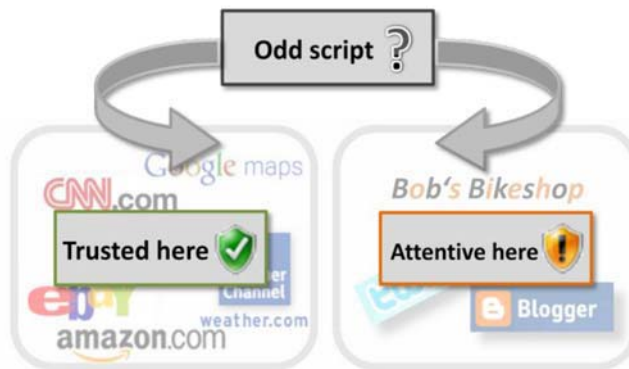 Odd script ?
Google maps
CNN.com
Trusted here
ebay
Channel
weather.com
amazon.com
Bob's Bikeshop
Attentive here !
Blogger